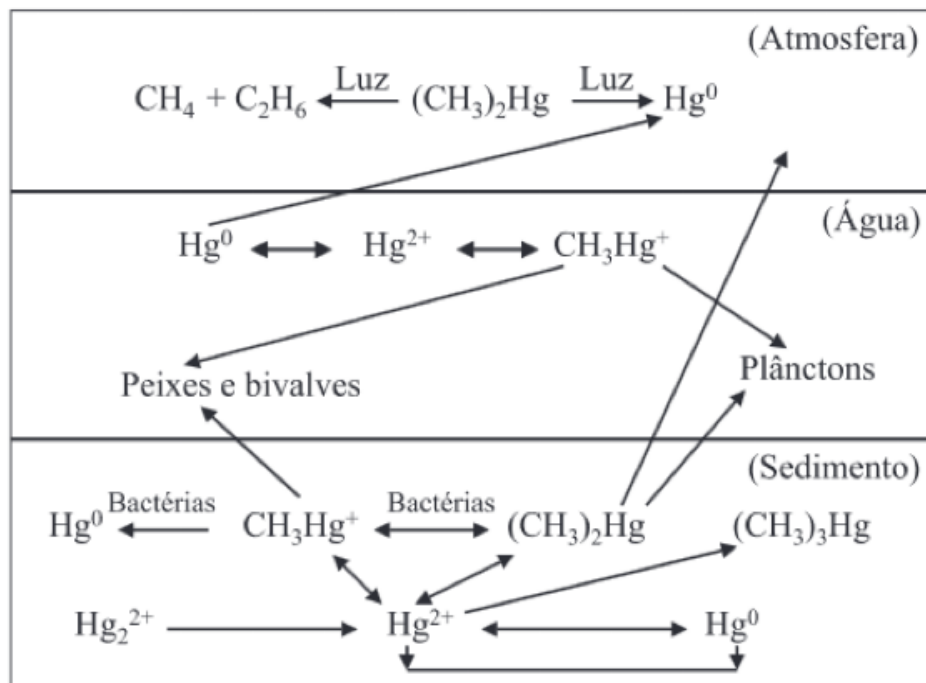 (Atmosfera)
CH₄ + C₂H₆ Luz (CH₃)₂Hg Luz Hg⁰
(Água)
Hg⁰ Hg²⁺ CH₃Hg⁺
Peixes e bivalves Plânctons
(Sedimento)
Hg⁰ Bactérias CH₃Hg⁺ Bactérias (CH₃)₂Hg (CH₃)₃Hg
Hg₂²⁺ Hg²⁺ Hg⁰